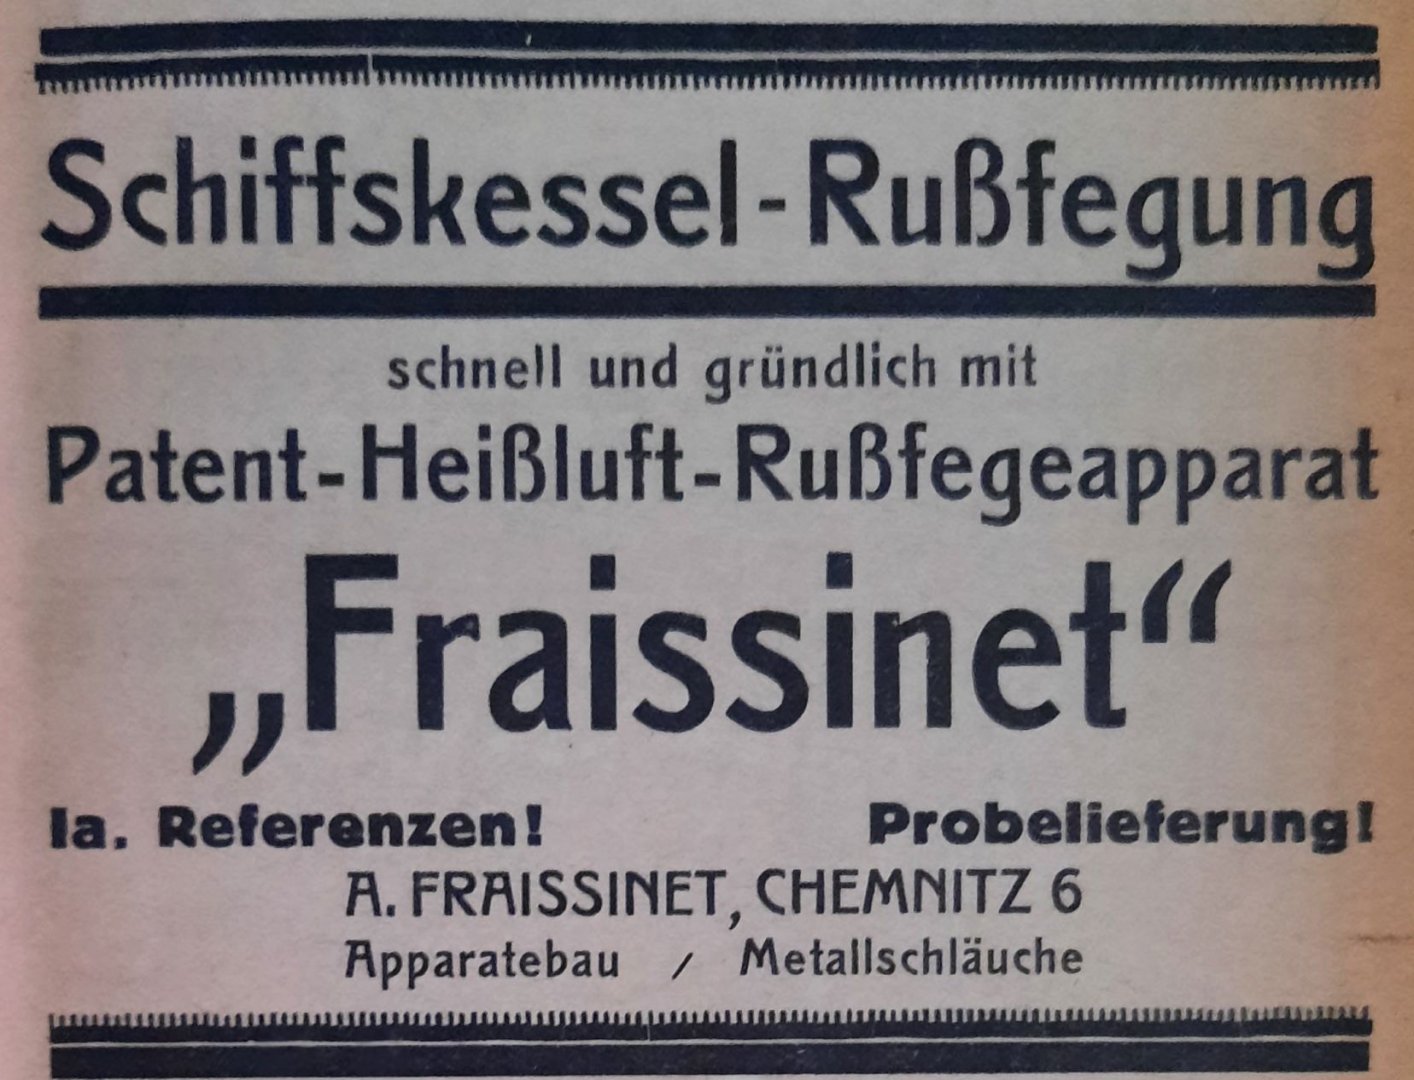 Schiffskessel-Rußfegung
schnell und gründlich mit
Patent-Heißluft-Rußfegeapparat
„Fraissinet“
Ia. Referenzen! Probelieferung!
A. FRAISSINET, CHEMNITZ 6
Apparatebau / Metallschläuche